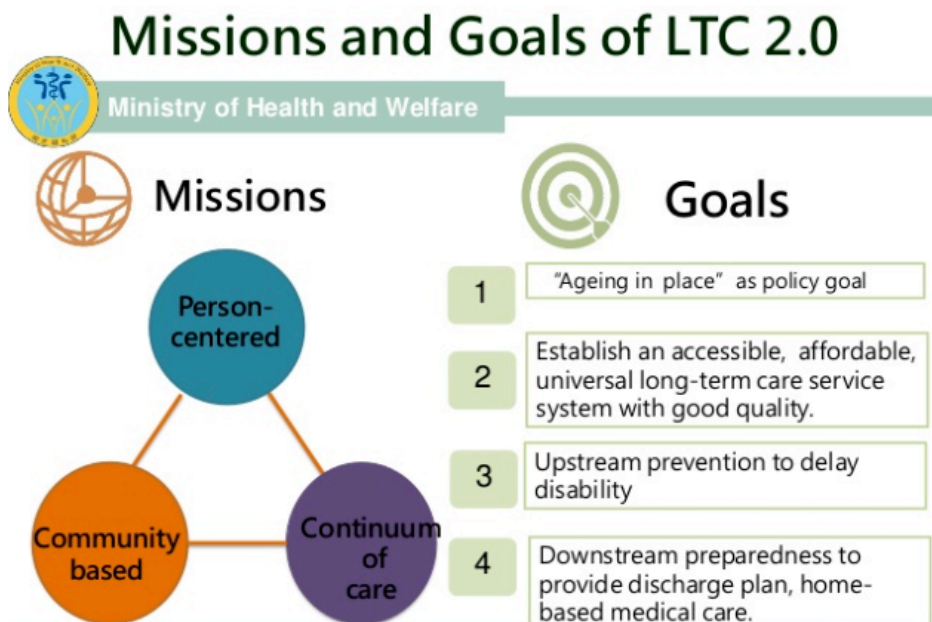 Missions and Goals of LTC 2.0
Ministry of Health and Welfare
Missions
Person-
centered
Community
based
Continuum
of
care
Goals
1
“Ageing in place” as policy goal
2
Establish an accessible, affordable,
universal long-term care service
system with good quality.
3
Upstream prevention to delay
disability
4
Downstream preparedness to
provide discharge plan, home-
based medical care.